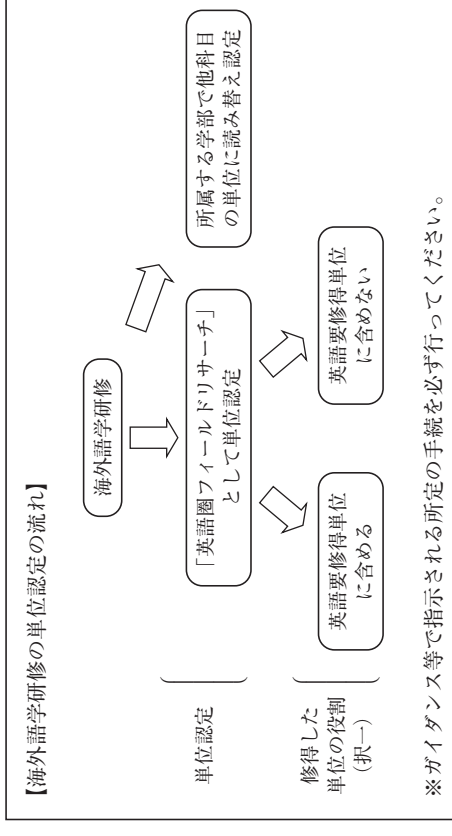 【海外語学研修の単位認定の流れ】
海外語学研修
単位認定
「英語圏フィールドリサーチ」
として単位認定
所属する学部で他科目
の単位に読み替え認定
修得した
単位の役割
(択一)
英語要修得単位
に含める
英語要修得単位
に含めない
※ガイダンス等で指示される所定の手続を必ず行ってください。